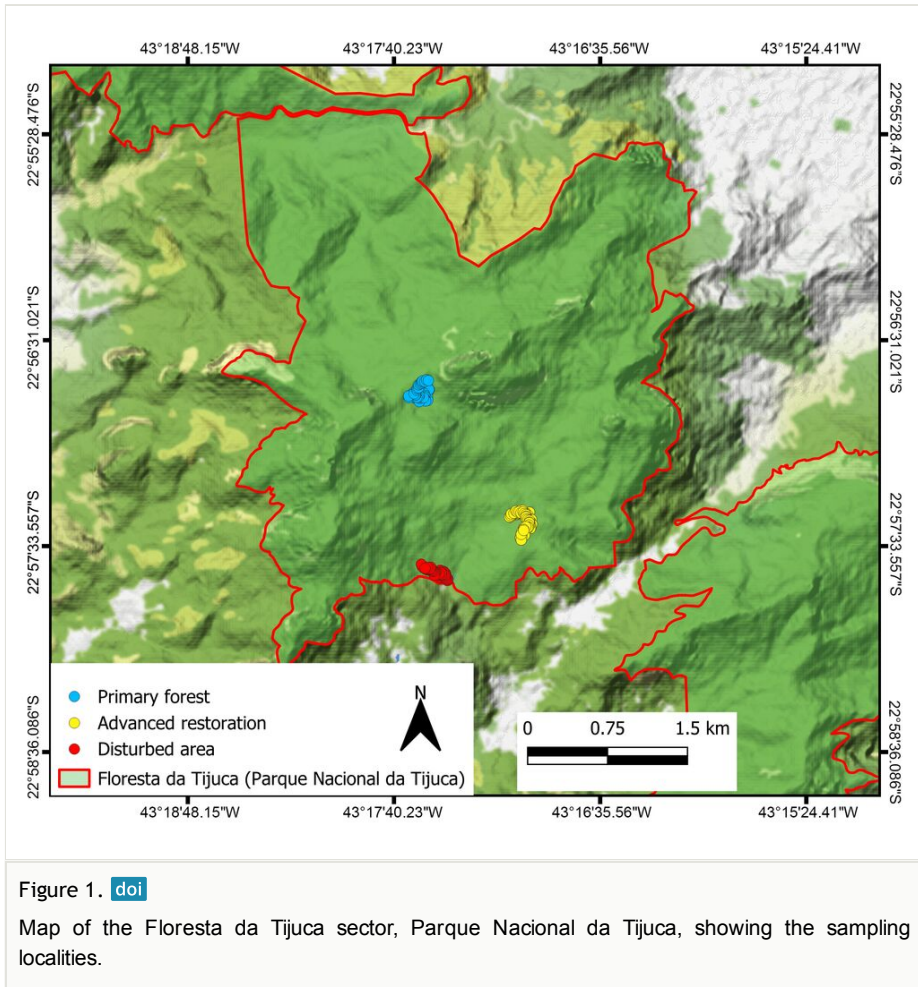 43°18'48.15"W 43°17'40.23"W 43°16'35.56"W 43°15'24.41"W
22°55'28.476"S 22°55'28.476"S
22°56'31.021"S 22°56'31.021"S
22°57'33.557"S 22°57'33.557"S
22°58'36.086"S 22°58'36.086"S
Primary forest
Advanced restoration
Disturbed area
Floresta da Tijuca (Parque Nacional da Tijuca)
N
0 0.75 1.5 km
43°18'48.15"W 43°17'40.23"W 43°16'35.56"W 43°15'24.41"W
Figure 1. doi
Map of the Floresta da Tijuca sector, Parque Nacional da Tijuca, showing the sampling
localities.